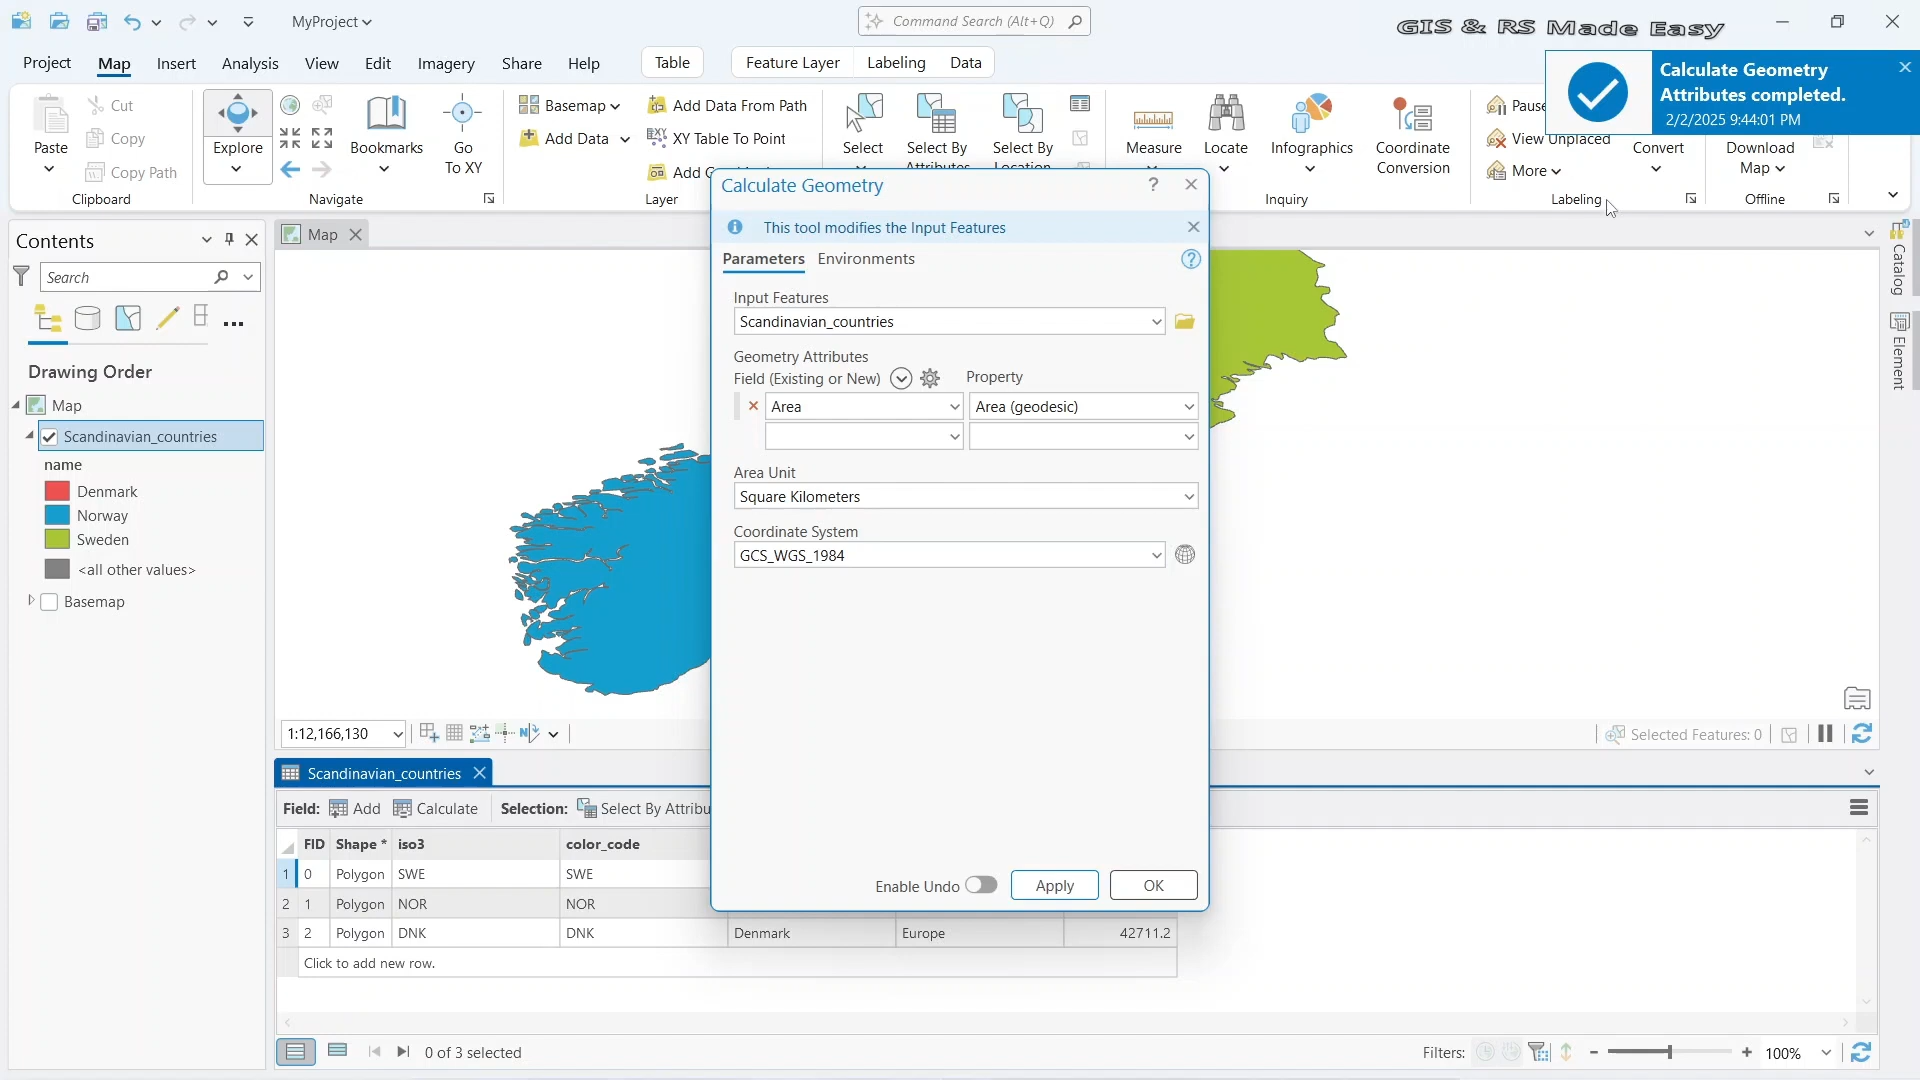 MyProject
Command Search (Alt+Q)
GIS & RS Made Easy
Project
Map
Insert
Analysis
View
Edit
Imagery
Share
Help
Table
Feature Layer
Labeling
Data
Calculate Geometry
Attributes completed.
2/2/2025 9:44:01 PM
Paste
Cut
Copy
Copy Path
Clipboard
Explore
Bookmarks
Go
To XY
Navigate
Basemap
Add Data
Add Data From Path
XY Table To Point
Add
Layer
Select
Select By
Attributes
Select By
Location
Measure
Locate
Infographics
Coordinate
Conversion
Inquiry
Pause
View Unplaced
More
Labeling
Convert
Download
Map
Offline
Contents
Search
Drawing Order
Map
Scandinavian_countries
name
Denmark
Norway
Sweden
<all other values>
Basemap
Map
Calculate Geometry
This tool modifies the Input Features
Parameters
Environments
Input Features
Scandinavian_countries
Geometry Attributes
Field (Existing or New)
Property
Area
Area (geodesic)
Area Unit
Square Kilometers
Coordinate System
GCS_WGS_1984
Enable Undo
Apply
OK
Catalog
Element
1:12,166,130
Selected Features: 0
Scandinavian_countries
Field:
Add
Calculate
Selection:
Select By Attribu
FID
Shape *
iso3
color_code
1
0
Polygon
SWE
SWE
2
1
Polygon
NOR
NOR
3
2
Polygon
DNK
DNK
Denmark
Europe
42711.2
Click to add new row.
0 of 3 selected
Filters:
100%